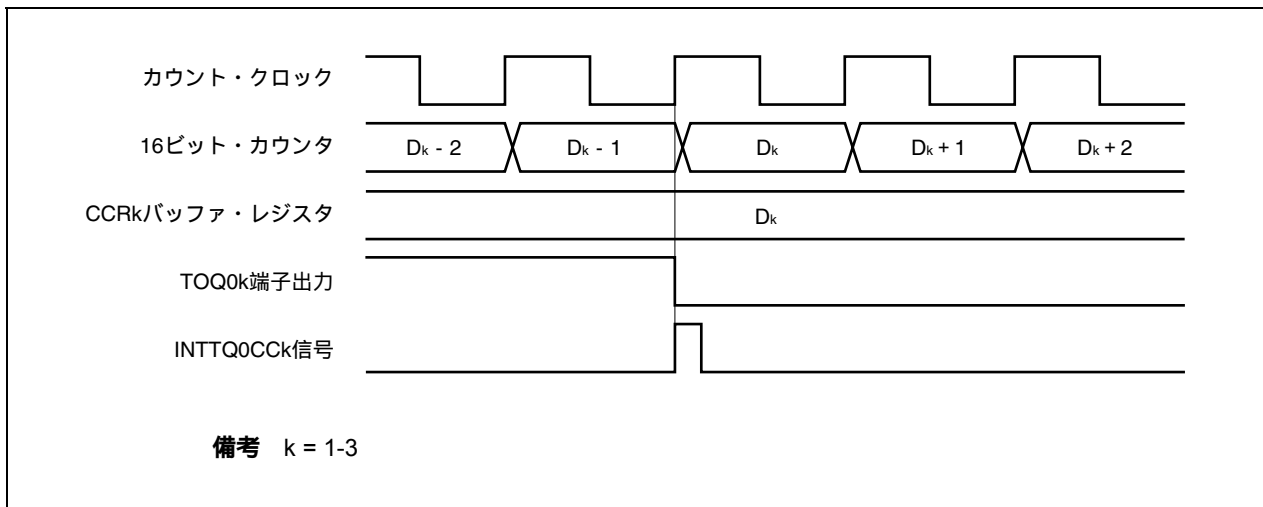 カウント・クロック
16ビット・カウンタ
Dk - 2 Dk - 1 Dk Dk + 1 Dk + 2
CCRkバッファ・レジスタ
Dk
TOQ0k端子出力
INTTQ0CCk信号
備考 k = 1-3